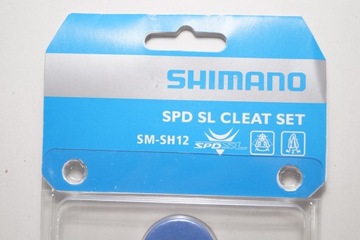 SHIMANO
SPD SL CLEAT SET
SM-SH12 SPD-SL